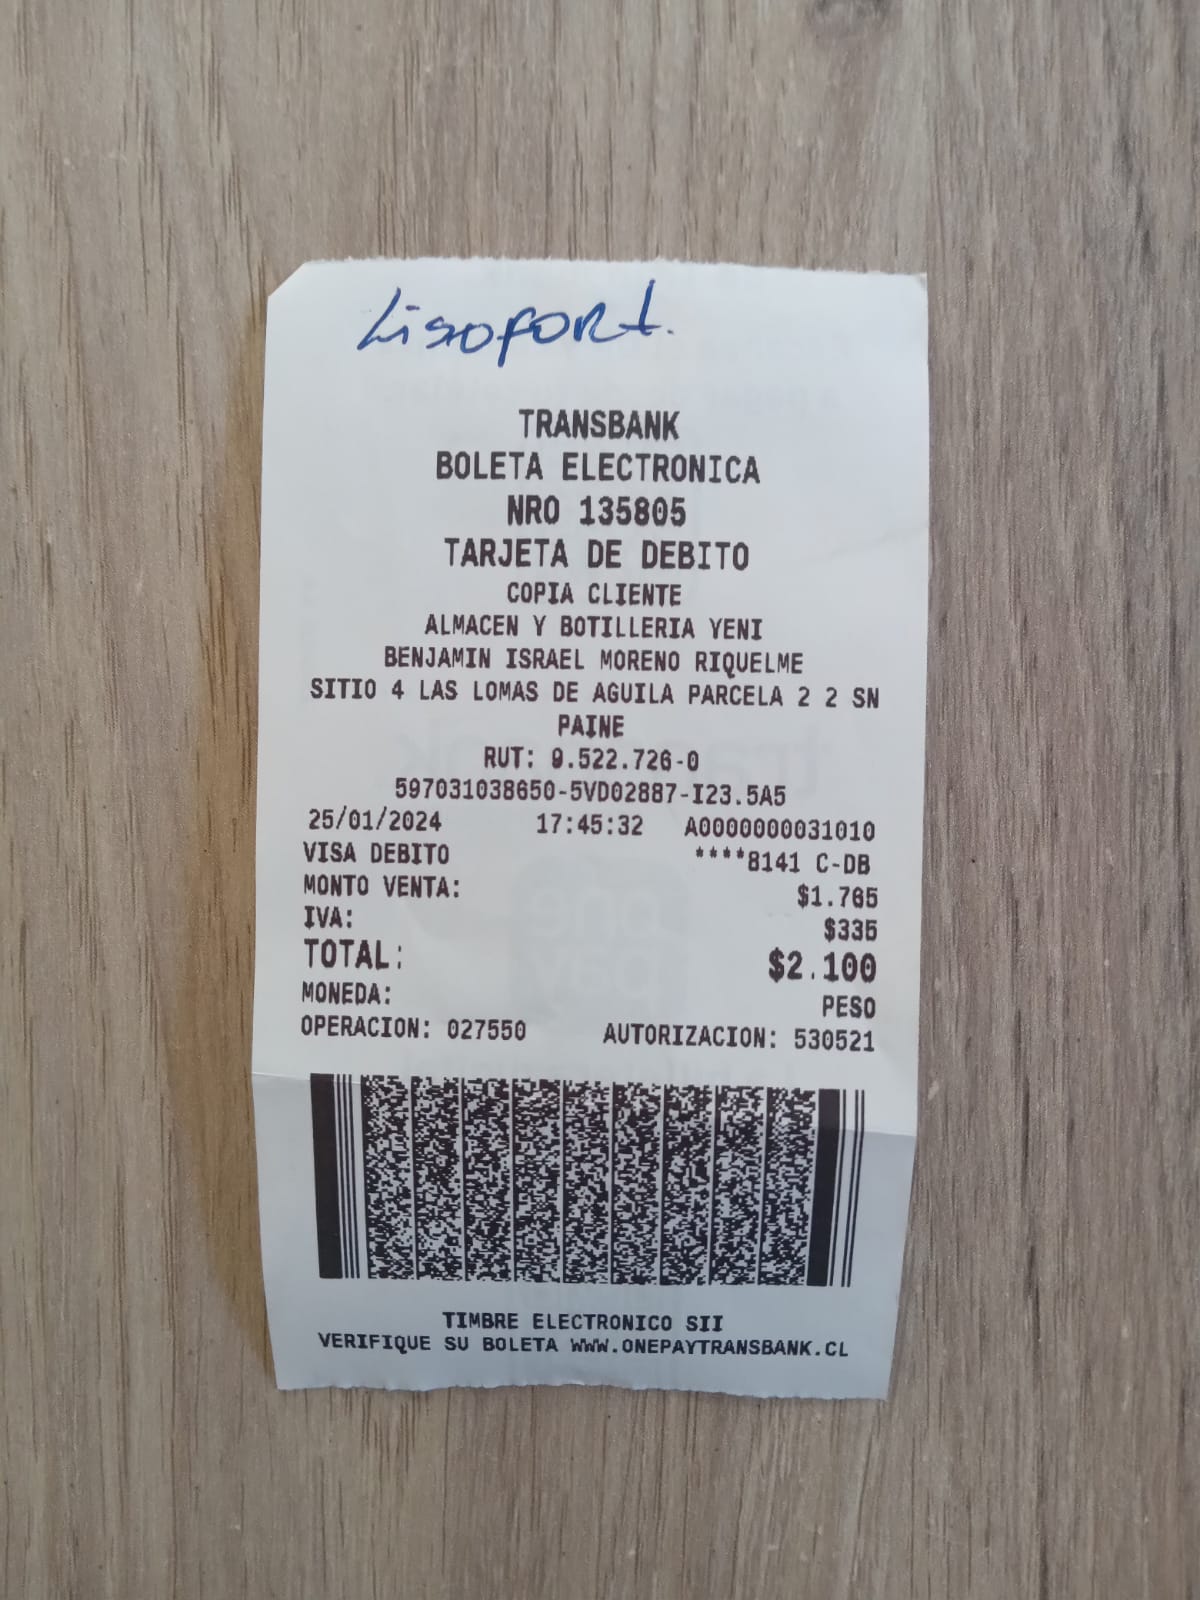 Lisofort.
TRANSBANK
BOLETA ELECTRONICA
NRO 135805
TARJETA DE DEBITO
COPIA CLIENTE
ALMACEN Y BOTILLERIA YENI
BENJAMIN ISRAEL MORENO RIQUELME
SITIO 4 LAS LOMAS DE AGUILA PARCELA 2 2 SN
PAINE
RUT: 9.522.726-0
597031038650-5VD02887-I23.5A5
25/01/2024 17:45:32 A0000000031010
VISA DEBITO ****8141 C-DB
MONTO VENTA: $1.765
IVA: $335
TOTAL: $2.100
MONEDA: PESO
OPERACION: 027550 AUTORIZACION: 530521
TIMBRE ELECTRONICO SII
VERIFIQUE SU BOLETA WWW.ONEPAYTRANSBANK.CL